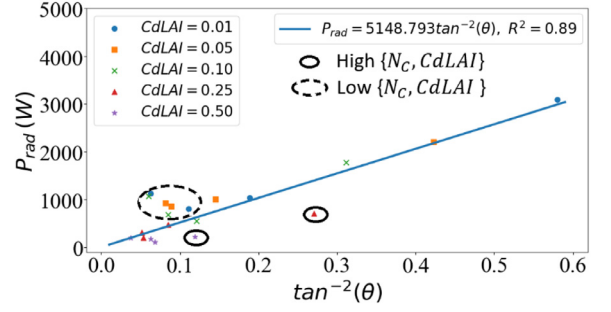 5000
4000
3000
2000
1000
0
P_rad (W)
CdLAI = 0.01
CdLAI = 0.05
CdLAI = 0.10
CdLAI = 0.25
CdLAI = 0.50
P_rad = 5148.793tan⁻²(θ), R² = 0.89
High {N_C, CdLAI}
Low {N_C, CdLAI }
0.0 0.1 0.2 0.3 0.4 0.5 0.6
tan⁻²(θ)